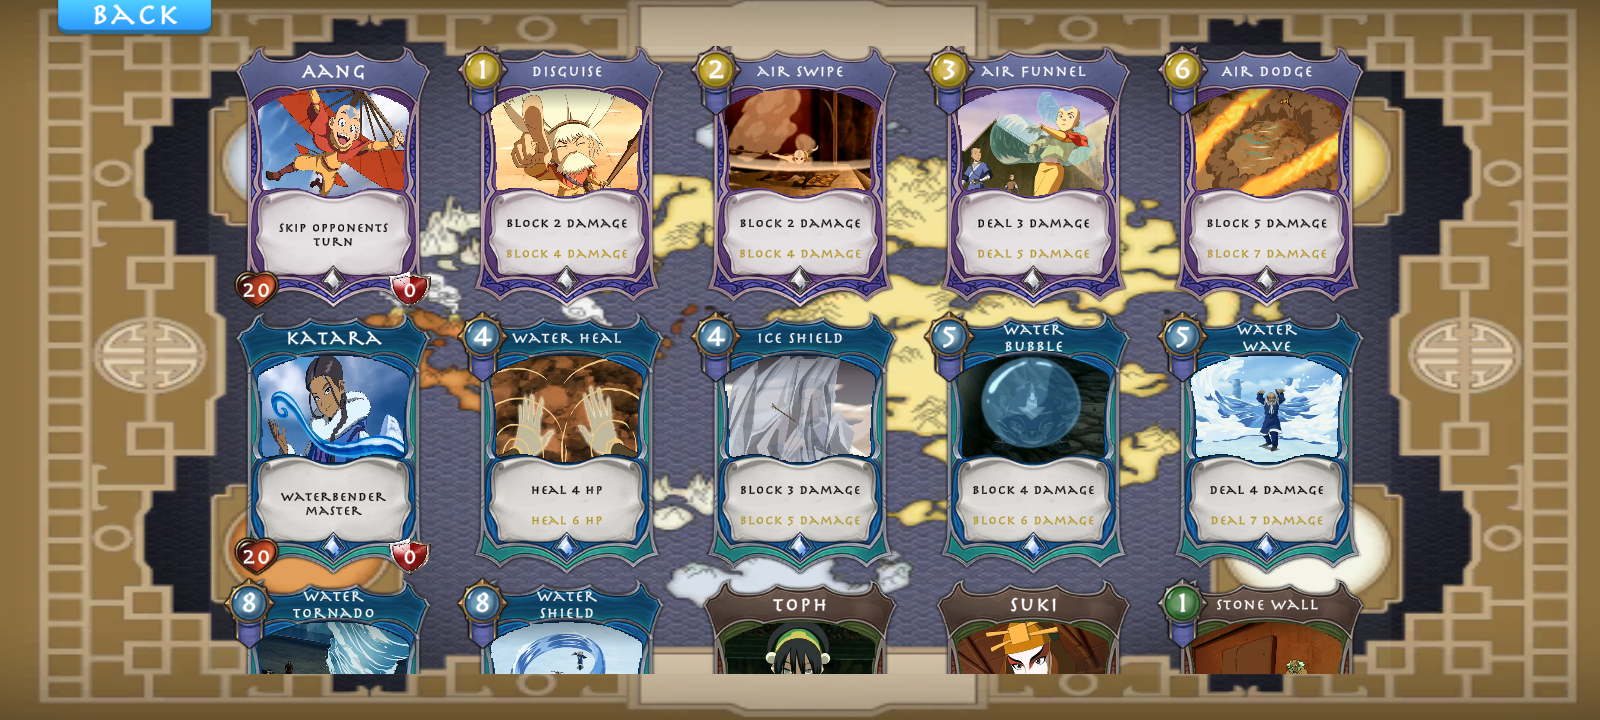 BACK
AANG
SKIP OPPONENTS
TURN
20
0
1
DISGUISE
BLOCK 2 DAMAGE
BLOCK 4 DAMAGE
2
AIR SWIPE
BLOCK 2 DAMAGE
BLOCK 4 DAMAGE
3
AIR FUNNEL
DEAL 3 DAMAGE
DEAL 5 DAMAGE
6
AIR DODGE
BLOCK 5 DAMAGE
BLOCK 7 DAMAGE
KATARA
WATERBENDER
MASTER
20
0
4
WATER HEAL
HEAL 4 HP
HEAL 6 HP
4
ICE SHIELD
BLOCK 3 DAMAGE
BLOCK 5 DAMAGE
5
WATER
BUBBLE
BLOCK 4 DAMAGE
BLOCK 6 DAMAGE
5
WATER
WAVE
DEAL 4 DAMAGE
DEAL 7 DAMAGE
8
WATER
TORNADO
8
WATER
SHIELD
TOPH
SUKI
1
STONE WALL